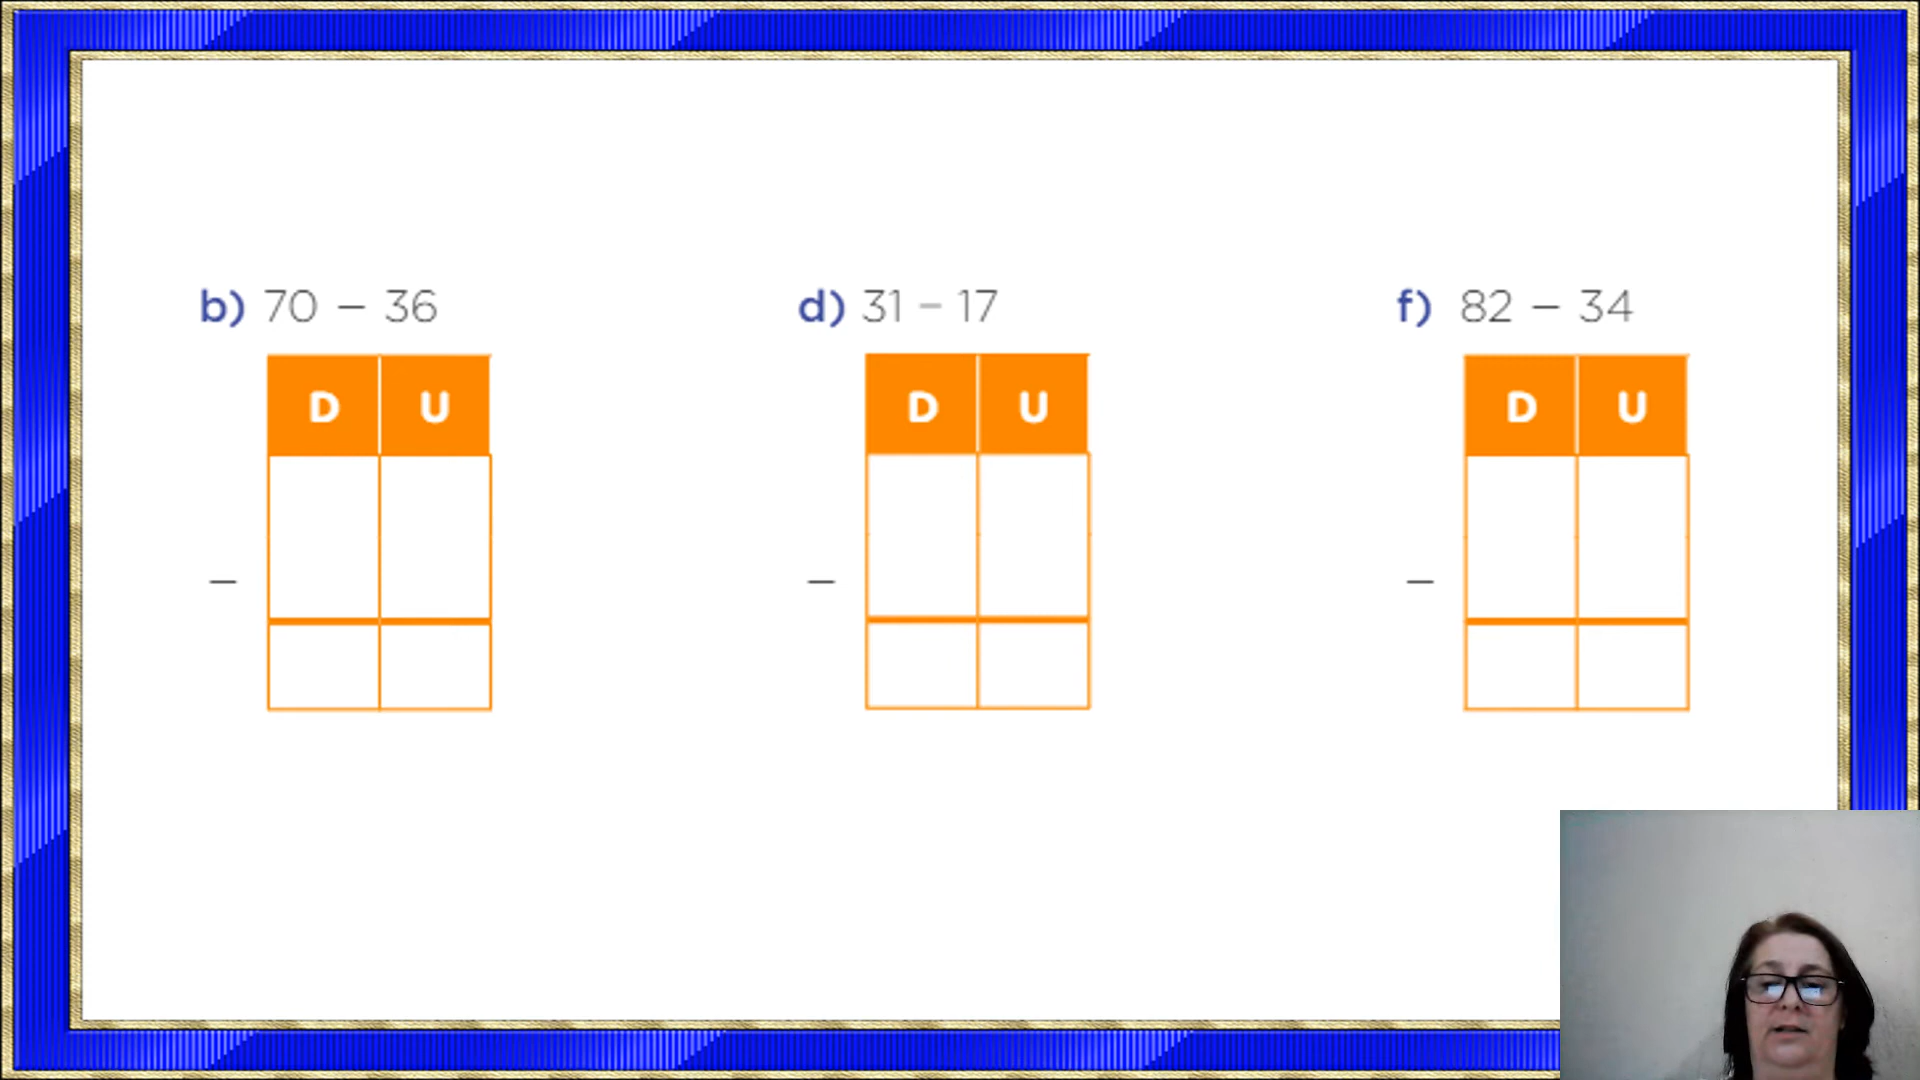 b) 70 – 36
d) 31 – 17
f) 82 – 34
D U
D U
D U
–
–
–